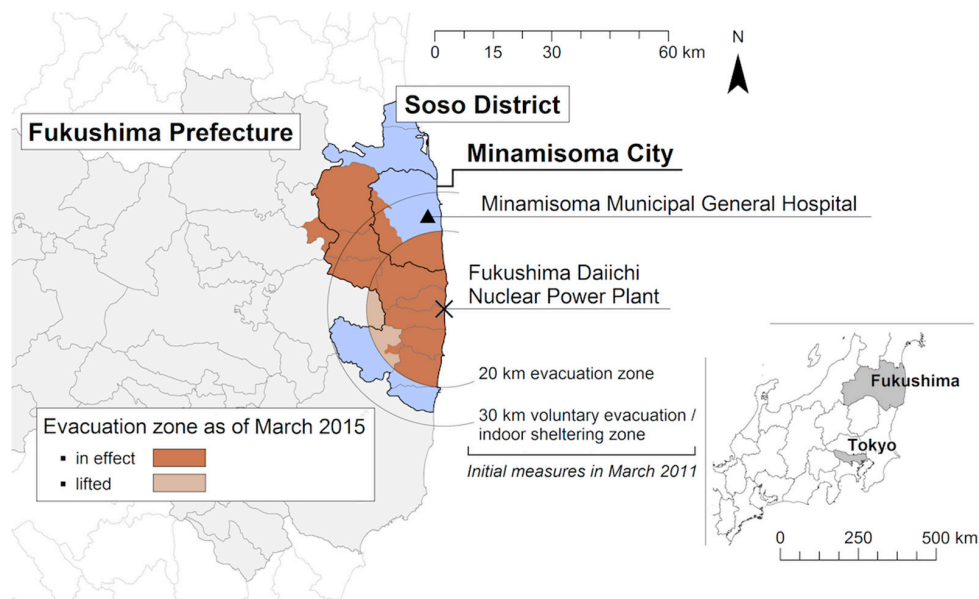 0 15 30 60 km
N
Soso District
Fukushima Prefecture
Minamisoma City
Minamisoma Municipal General Hospital
Fukushima Daiichi
Nuclear Power Plant
20 km evacuation zone
30 km voluntary evacuation /
indoor sheltering zone
Initial measures in March 2011
Evacuation zone as of March 2015
▪ in effect
▪ lifted
Fukushima
Tokyo
0 250 500 km